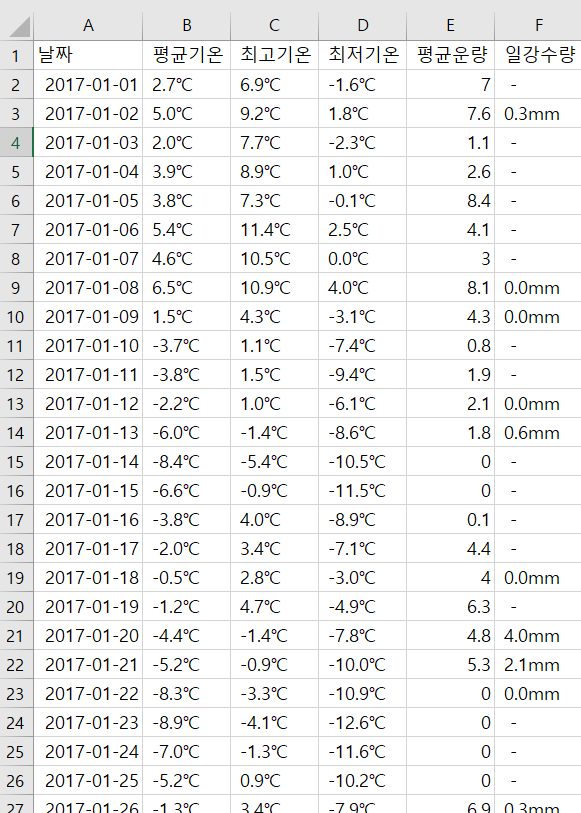 A B C D E F
1 날짜 평균기온 최고기온 최저기온 평균운량 일강수량
2 2017-01-01 2.7℃ 6.9℃ -1.6℃ 7 -
3 2017-01-02 5.0℃ 9.2℃ 1.8℃ 7.6 0.3mm
4 2017-01-03 2.0℃ 7.7℃ -2.3℃ 1.1 -
5 2017-01-04 3.9℃ 8.9℃ 1.0℃ 2.6 -
6 2017-01-05 3.8℃ 7.3℃ -0.1℃ 8.4 -
7 2017-01-06 5.4℃ 11.4℃ 2.5℃ 4.1 -
8 2017-01-07 4.6℃ 10.5℃ 0.0℃ 3 -
9 2017-01-08 6.5℃ 10.9℃ 4.0℃ 8.1 0.0mm
10 2017-01-09 1.5℃ 4.3℃ -3.1℃ 4.3 0.0mm
11 2017-01-10 -3.7℃ 1.1℃ -7.4℃ 0.8 -
12 2017-01-11 -3.8℃ 1.5℃ -9.4℃ 1.9 -
13 2017-01-12 -2.2℃ 1.0℃ -6.1℃ 2.1 0.0mm
14 2017-01-13 -6.0℃ -1.4℃ -8.6℃ 1.8 0.6mm
15 2017-01-14 -8.4℃ -5.4℃ -10.5℃ 0 -
16 2017-01-15 -6.6℃ -0.9℃ -11.5℃ 0 -
17 2017-01-16 -3.8℃ 4.0℃ -8.9℃ 0.1 -
18 2017-01-17 -2.0℃ 3.4℃ -7.1℃ 4.4 -
19 2017-01-18 -0.5℃ 2.8℃ -3.0℃ 4 0.0mm
20 2017-01-19 -1.2℃ 4.7℃ -4.9℃ 6.3 -
21 2017-01-20 -4.4℃ -1.4℃ -7.8℃ 4.8 4.0mm
22 2017-01-21 -5.2℃ -0.9℃ -10.0℃ 5.3 2.1mm
23 2017-01-22 -8.3℃ -3.3℃ -10.9℃ 0 0.0mm
24 2017-01-23 -8.9℃ -4.1℃ -12.6℃ 0 -
25 2017-01-24 -7.0℃ -1.3℃ -11.6℃ 0 -
26 2017-01-25 -5.2℃ 0.9℃ -10.2℃ 0 -
27 2017-01-26 -1.3℃ 3.4℃ -7.9℃ 6.9 0.3mm